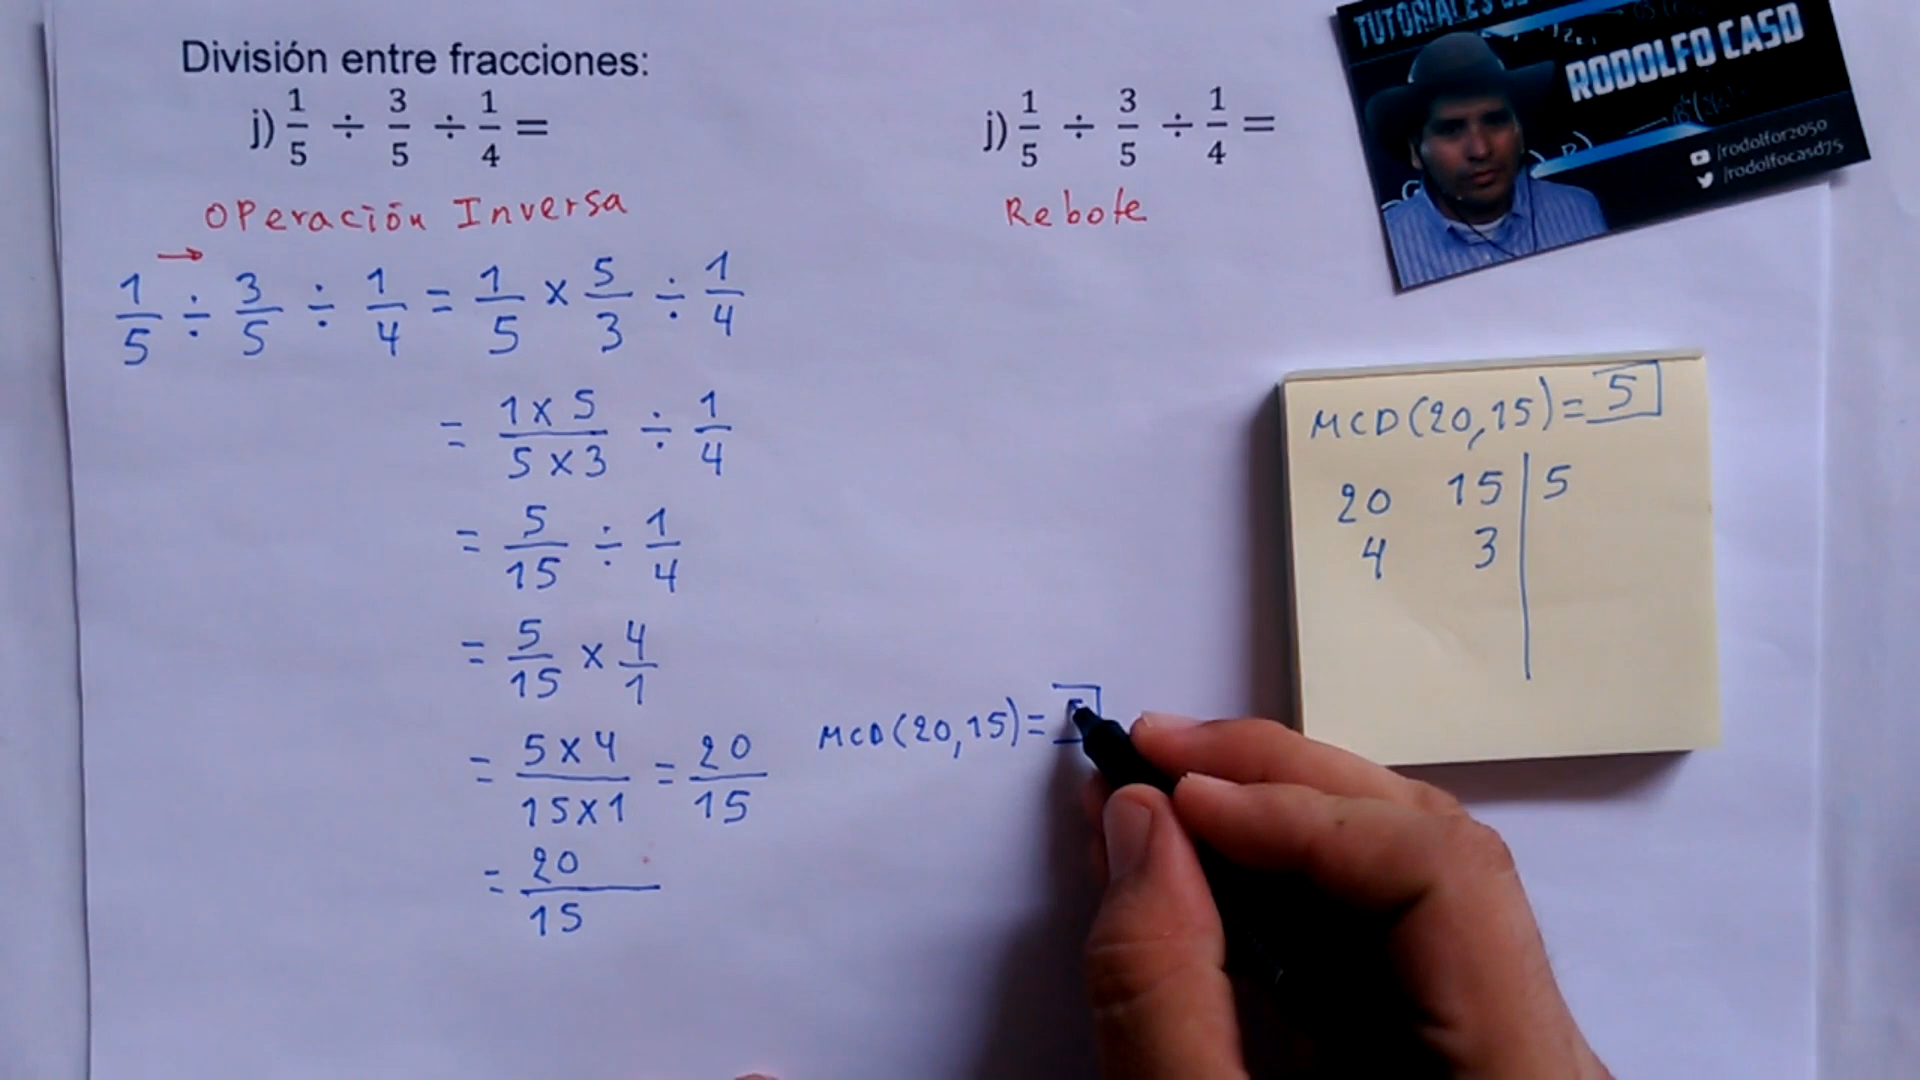 División entre fracciones:
j) 1/5 ÷ 3/5 ÷ 1/4 =
Operación Inversa
→
1/5 ÷ 3/5 ÷ 1/4 = 1/5 × 5/3 ÷ 1/4
= 1×5/5×3 ÷ 1/4
= 5/15 ÷ 1/4
= 5/15 × 4/1
= 5×4/15×1 = 20/15
= 20/15
j) 1/5 ÷ 3/5 ÷ 1/4 =
Rebote
MCD(20,15)=
TUTORIALES
RODOLFO CASD
/rodolfor2050
/rodolfocasd75
MCD(20,15)= 5
20 15 | 5
4 3